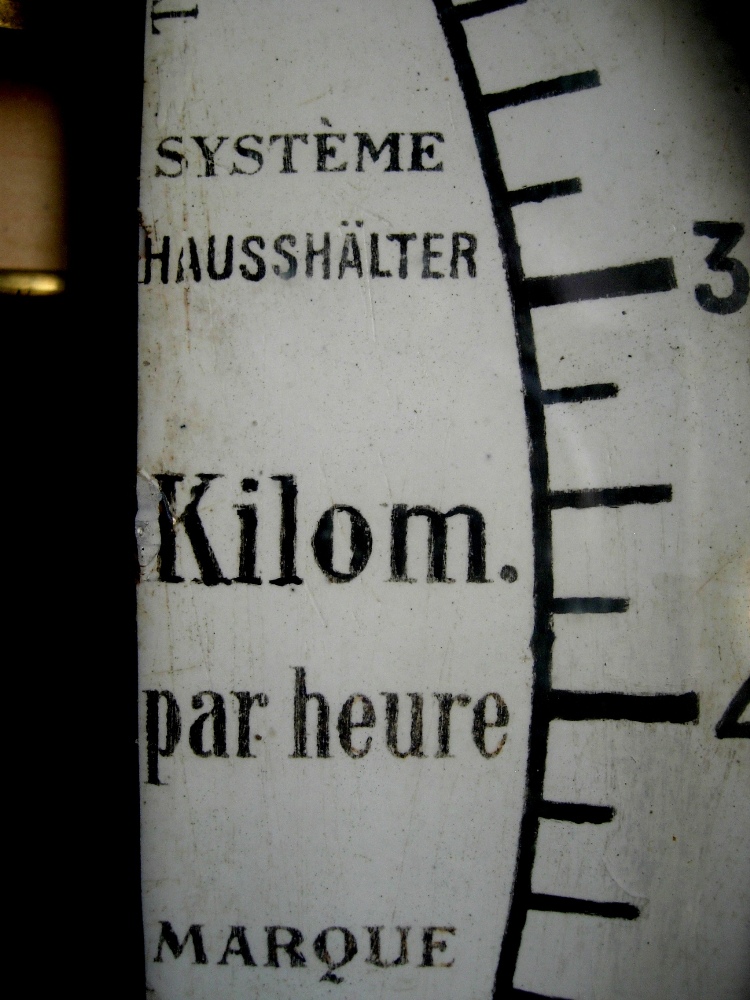 T
SYSTÈME
HAUSSHÄLTER
3
Kilom.
par heure
4
MARQUE